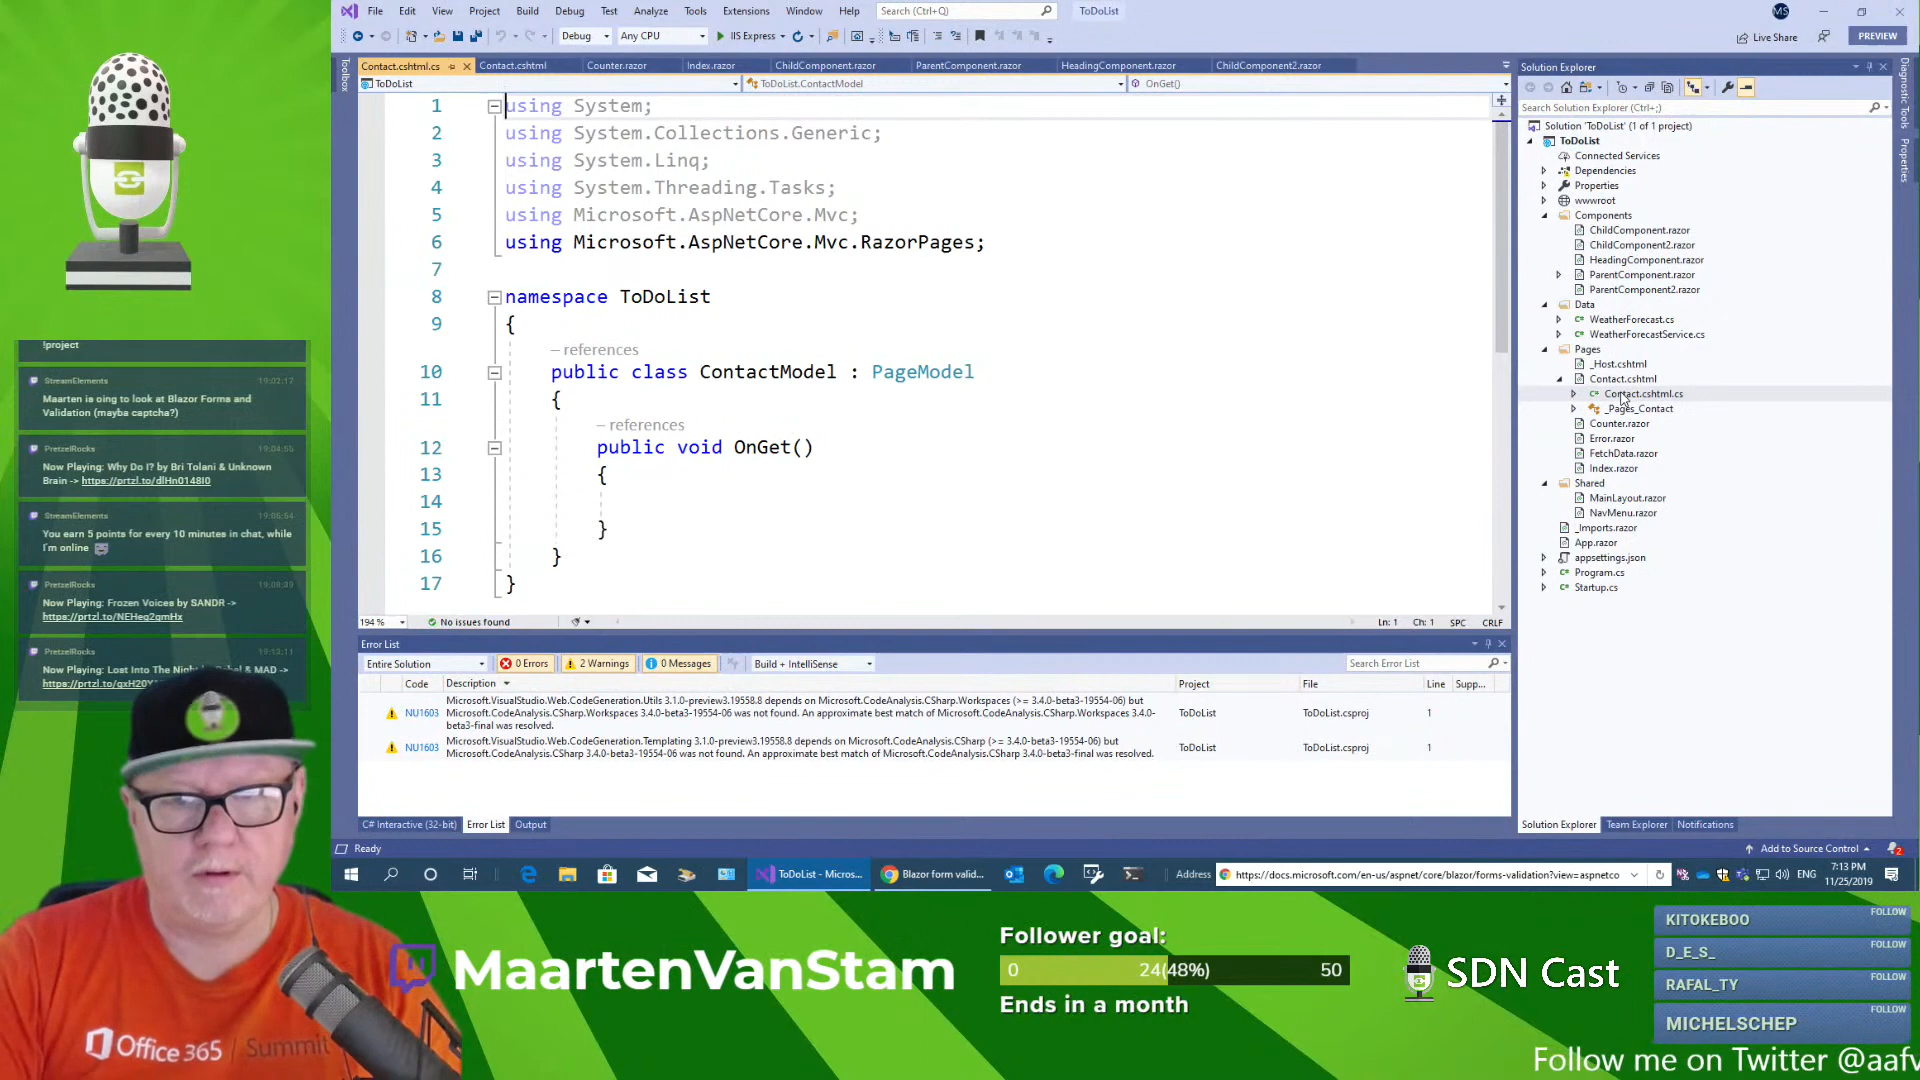 File Edit View Project Build Debug Test Analyze Tools Extensions Window Help Search (Ctrl+Q) ToDoList MS
Debug Any CPU IIS Express Live Share PREVIEW
Toolbox
Contact.cshtml.cs Contact.cshtml Counter.razor Index.razor ChildComponent.razor ParentComponent.razor HeadingComponent.razor ChildComponent2.razor
ToDoList ToDoList.ContactModel OnGet()
1 using System;
2 using System.Collections.Generic;
3 using System.Linq;
4 using System.Threading.Tasks;
5 using Microsoft.AspNetCore.Mvc;
6 using Microsoft.AspNetCore.Mvc.RazorPages;
7
8 namespace ToDoList
9 {
– references
10 public class ContactModel : PageModel
11 {
– references
12 public void OnGet()
13 {
14
15 }
16 }
17 }
194 % No issues found Ln: 1 Ch: 1 SPC CRLF
Error List
Entire Solution 0 Errors 2 Warnings 0 Messages Build + IntelliSense Search Error List
Code Description Project File Line Supp...
NU1603 Microsoft.VisualStudio.Web.CodeGeneration.Utils 3.1.0-preview3.19558.8 depends on Microsoft.CodeAnalysis.CSharp.Workspaces (>= 3.4.0-beta3-19554-06) but
Microsoft.CodeAnalysis.CSharp.Workspaces 3.4.0-beta3-19554-06 was not found. An approximate best match of Microsoft.CodeAnalysis.CSharp.Workspaces 3.4.0-
beta3-final was resolved.
ToDoList ToDoList.csproj 1
NU1603 Microsoft.VisualStudio.Web.CodeGeneration.Templating 3.1.0-preview3.19558.8 depends on Microsoft.CodeAnalysis.CSharp (>= 3.4.0-beta3-19554-06) but
Microsoft.CodeAnalysis.CSharp 3.4.0-beta3-19554-06 was not found. An approximate best match of Microsoft.CodeAnalysis.CSharp 3.4.0-beta3-final was resolved.
ToDoList ToDoList.csproj 1
C# Interactive (32-bit) Error List Output
Ready
Solution Explorer
Search Solution Explorer (Ctrl+;)
Solution 'ToDoList' (1 of 1 project)
ToDoList
Connected Services
Dependencies
Properties
wwwroot
Components
ChildComponent.razor
ChildComponent2.razor
HeadingComponent.razor
ParentComponent.razor
ParentComponent2.razor
Data
WeatherForecast.cs
WeatherForecastService.cs
Pages
_Host.cshtml
Contact.cshtml
Contact.cshtml.cs
_Pages_Contact
Counter.razor
Error.razor
FetchData.razor
Index.razor
Shared
MainLayout.razor
NavMenu.razor
_Imports.razor
App.razor
appsettings.json
Program.cs
Startup.cs
Solution Explorer Team Explorer Notifications
Diagnostic Tools
Properties
Add to Source Control 2
ToDoList - Micros... Blazor form valid... Address https://docs.microsoft.com/en-us/aspnet/core/blazor/forms-validation?view=aspnetco ENG 7:13 PM
11/25/2019
!project
StreamElements 19:02:17
Maarten is oing to look at Blazor Forms and
Validation (mayba captcha?)
PretzelRocks
Now Playing: Why Do I? by Bri Tolani & Unknown
Brain -> https://prtzl.to/dlHn0148I0
StreamElements
You earn 5 points for every 10 minutes in chat, while
I'm online
PretzelRocks
Now Playing: Frozen Voices by SANDR ->
https://prtzl.to/NEHeq2qmHx
PretzelRocks
Now Playing: Lost Into The & MAD ->
Office 365 Summit
MaartenVanStam
Follower goal:
0 24(48%) 50
Ends in a month
SDN Cast
KITOKEBOO FOLLOW
D_E_S_ FOLLOW
RAFAL_TY FOLLOW
MICHELSCHEP FOLLOW
Follow me on Twitter @aafv